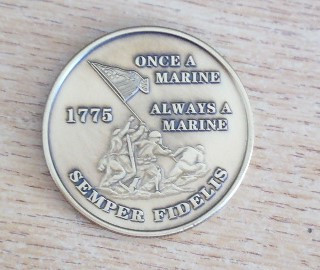 ONCE A
MARINE
1775
ALWAYS A
MARINE
SEMPER FIDELIS